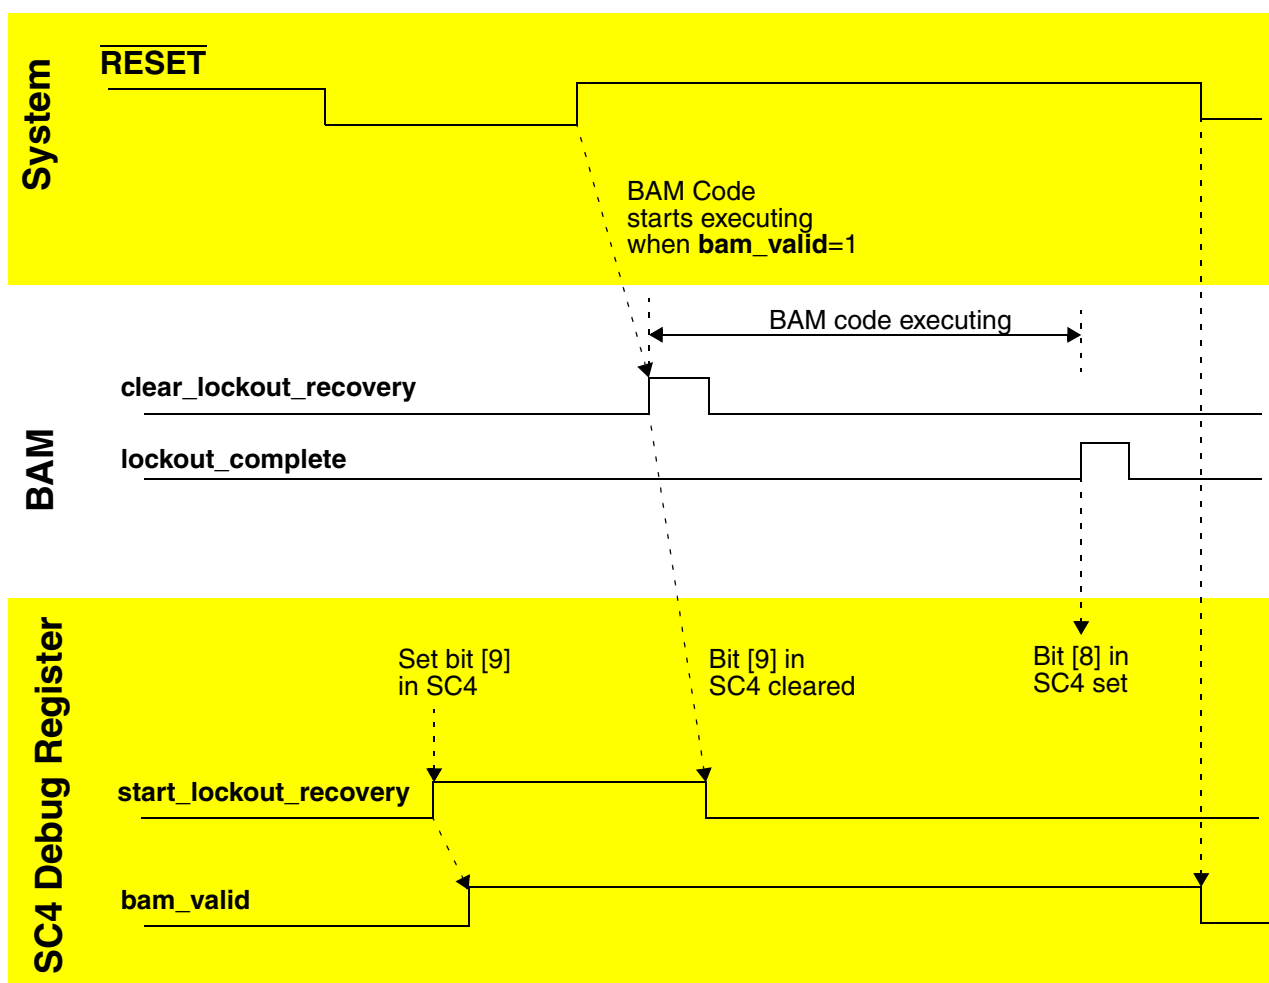 System
RESET
BAM Code
starts executing
when bam_valid=1
BAM
BAM code executing
clear_lockout_recovery
lockout_complete
SC4 Debug Register
Set bit [9]
in SC4
Bit [9] in
SC4 cleared
Bit [8] in
SC4 set
start_lockout_recovery
bam_valid